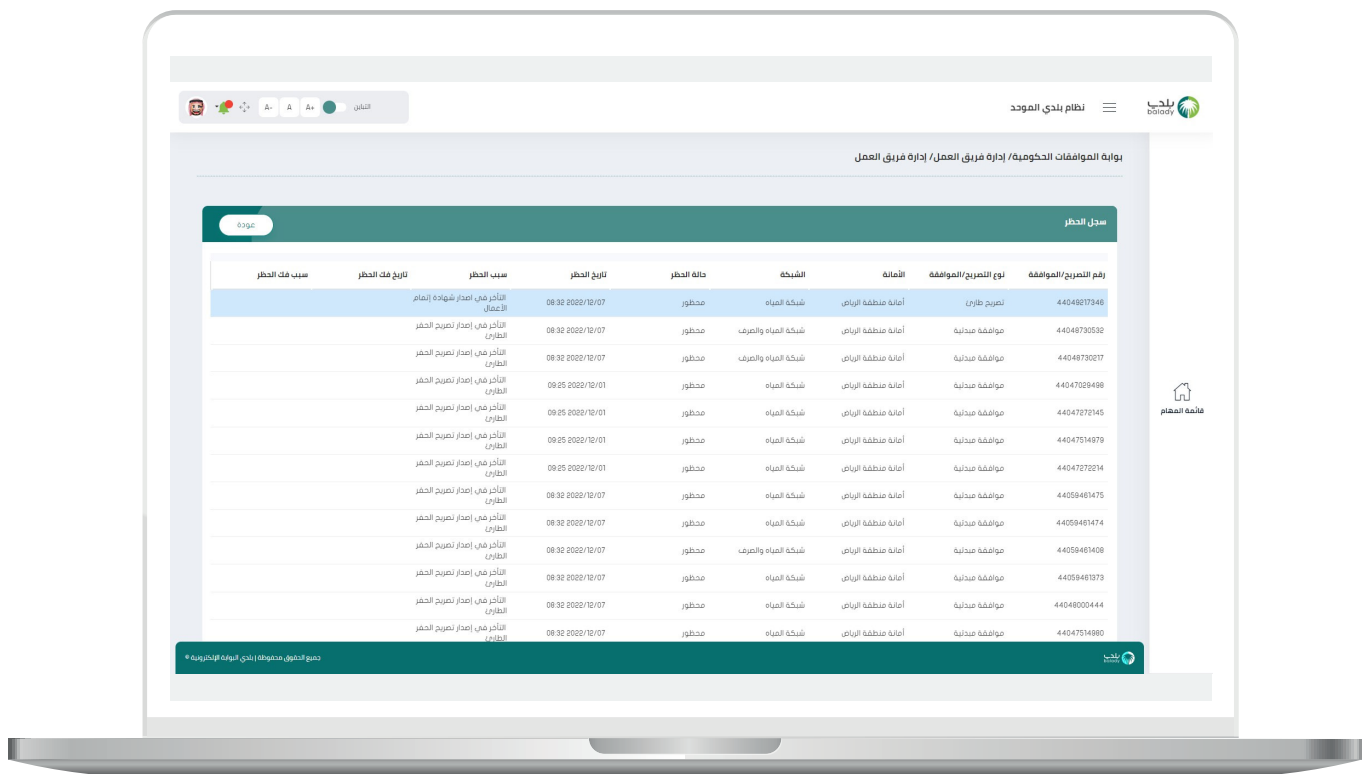 بلدي
balady
نظام بلدي الموحد
التباين
A+ A A-
بوابة الموافقات الحكومية/ إدارة فريق العمل/ إدارة فريق العمل
سجل الحظر
عودة
رقم التصريح/الموافقة نوع التصريح/الموافقة الأمانة الشبكة حالة الحظر تاريخ الحظر سبب الحظر تاريخ فك الحظر سبب فك الحظر
44049217346 تصريح طارئ أمانة منطقة الرياض شبكة المياه محظور 2022/12/07 08:32 التأخر في اصدار شهادة إتمام
الأعمال
44048730532 موافقة مبدئية أمانة منطقة الرياض شبكة المياه والصرف محظور 2022/12/07 08:32 التأخر في إصدار تصريح الحفر
الطارئ
44048730217 موافقة مبدئية أمانة منطقة الرياض شبكة المياه والصرف محظور 2022/12/07 08:32 التأخر في إصدار تصريح الحفر
الطارئ
44047029498 موافقة مبدئية أمانة منطقة الرياض شبكة المياه محظور 2022/12/01 09:25 التأخر في إصدار تصريح الحفر
الطارئ
44047272145 موافقة مبدئية أمانة منطقة الرياض شبكة المياه محظور 2022/12/01 09:25 التأخر في إصدار تصريح الحفر
الطارئ
44047514979 موافقة مبدئية أمانة منطقة الرياض شبكة المياه محظور 2022/12/01 09:25 التأخر في إصدار تصريح الحفر
الطارئ
44047272214 موافقة مبدئية أمانة منطقة الرياض شبكة المياه محظور 2022/12/01 09:25 التأخر في إصدار تصريح الحفر
الطارئ
44059461475 موافقة مبدئية أمانة منطقة الرياض شبكة المياه محظور 2022/12/07 08:32 التأخر في إصدار تصريح الحفر
الطارئ
44059461474 موافقة مبدئية أمانة منطقة الرياض شبكة المياه محظور 2022/12/07 08:32 التأخر في إصدار تصريح الحفر
الطارئ
44059461408 موافقة مبدئية أمانة منطقة الرياض شبكة المياه والصرف محظور 2022/12/07 08:32 التأخر في إصدار تصريح الحفر
الطارئ
44059461373 موافقة مبدئية أمانة منطقة الرياض شبكة المياه محظور 2022/12/07 08:32 التأخر في إصدار تصريح الحفر
الطارئ
44048000444 موافقة مبدئية أمانة منطقة الرياض شبكة المياه محظور 2022/12/07 08:32 التأخر في إصدار تصريح الحفر
الطارئ
44047514980 موافقة مبدئية أمانة منطقة الرياض شبكة المياه محظور 2022/12/07 08:32 التأخر في إصدار تصريح الحفر
الطارئ
قائمة المهام
بلدي
balady
جميع الحقوق محفوظة | بلدي البوابة الإلكترونية ©